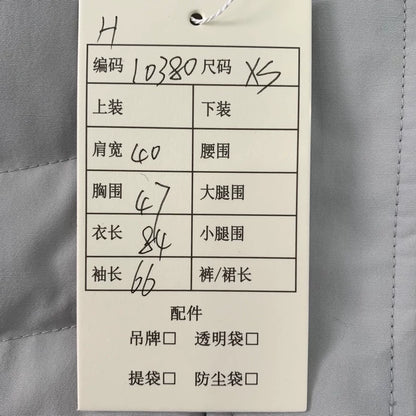 H
编码 10380 尺码 XS
上装 下装
肩宽 40 腰围
胸围 47 大腿围
衣长 84 小腿围
袖长 66 裤/裙长
配件
吊牌□ 透明袋□
提袋□ 防尘袋□